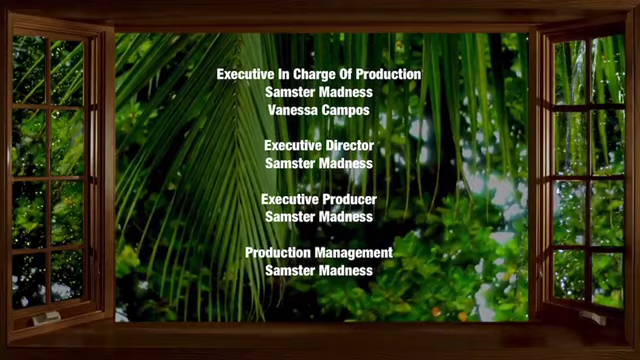 Executive In Charge Of Production
Samster Madness
Vanessa Campos
Executive Director
Samster Madness
Executive Producer
Samster Madness
Production Management
Samster Madness